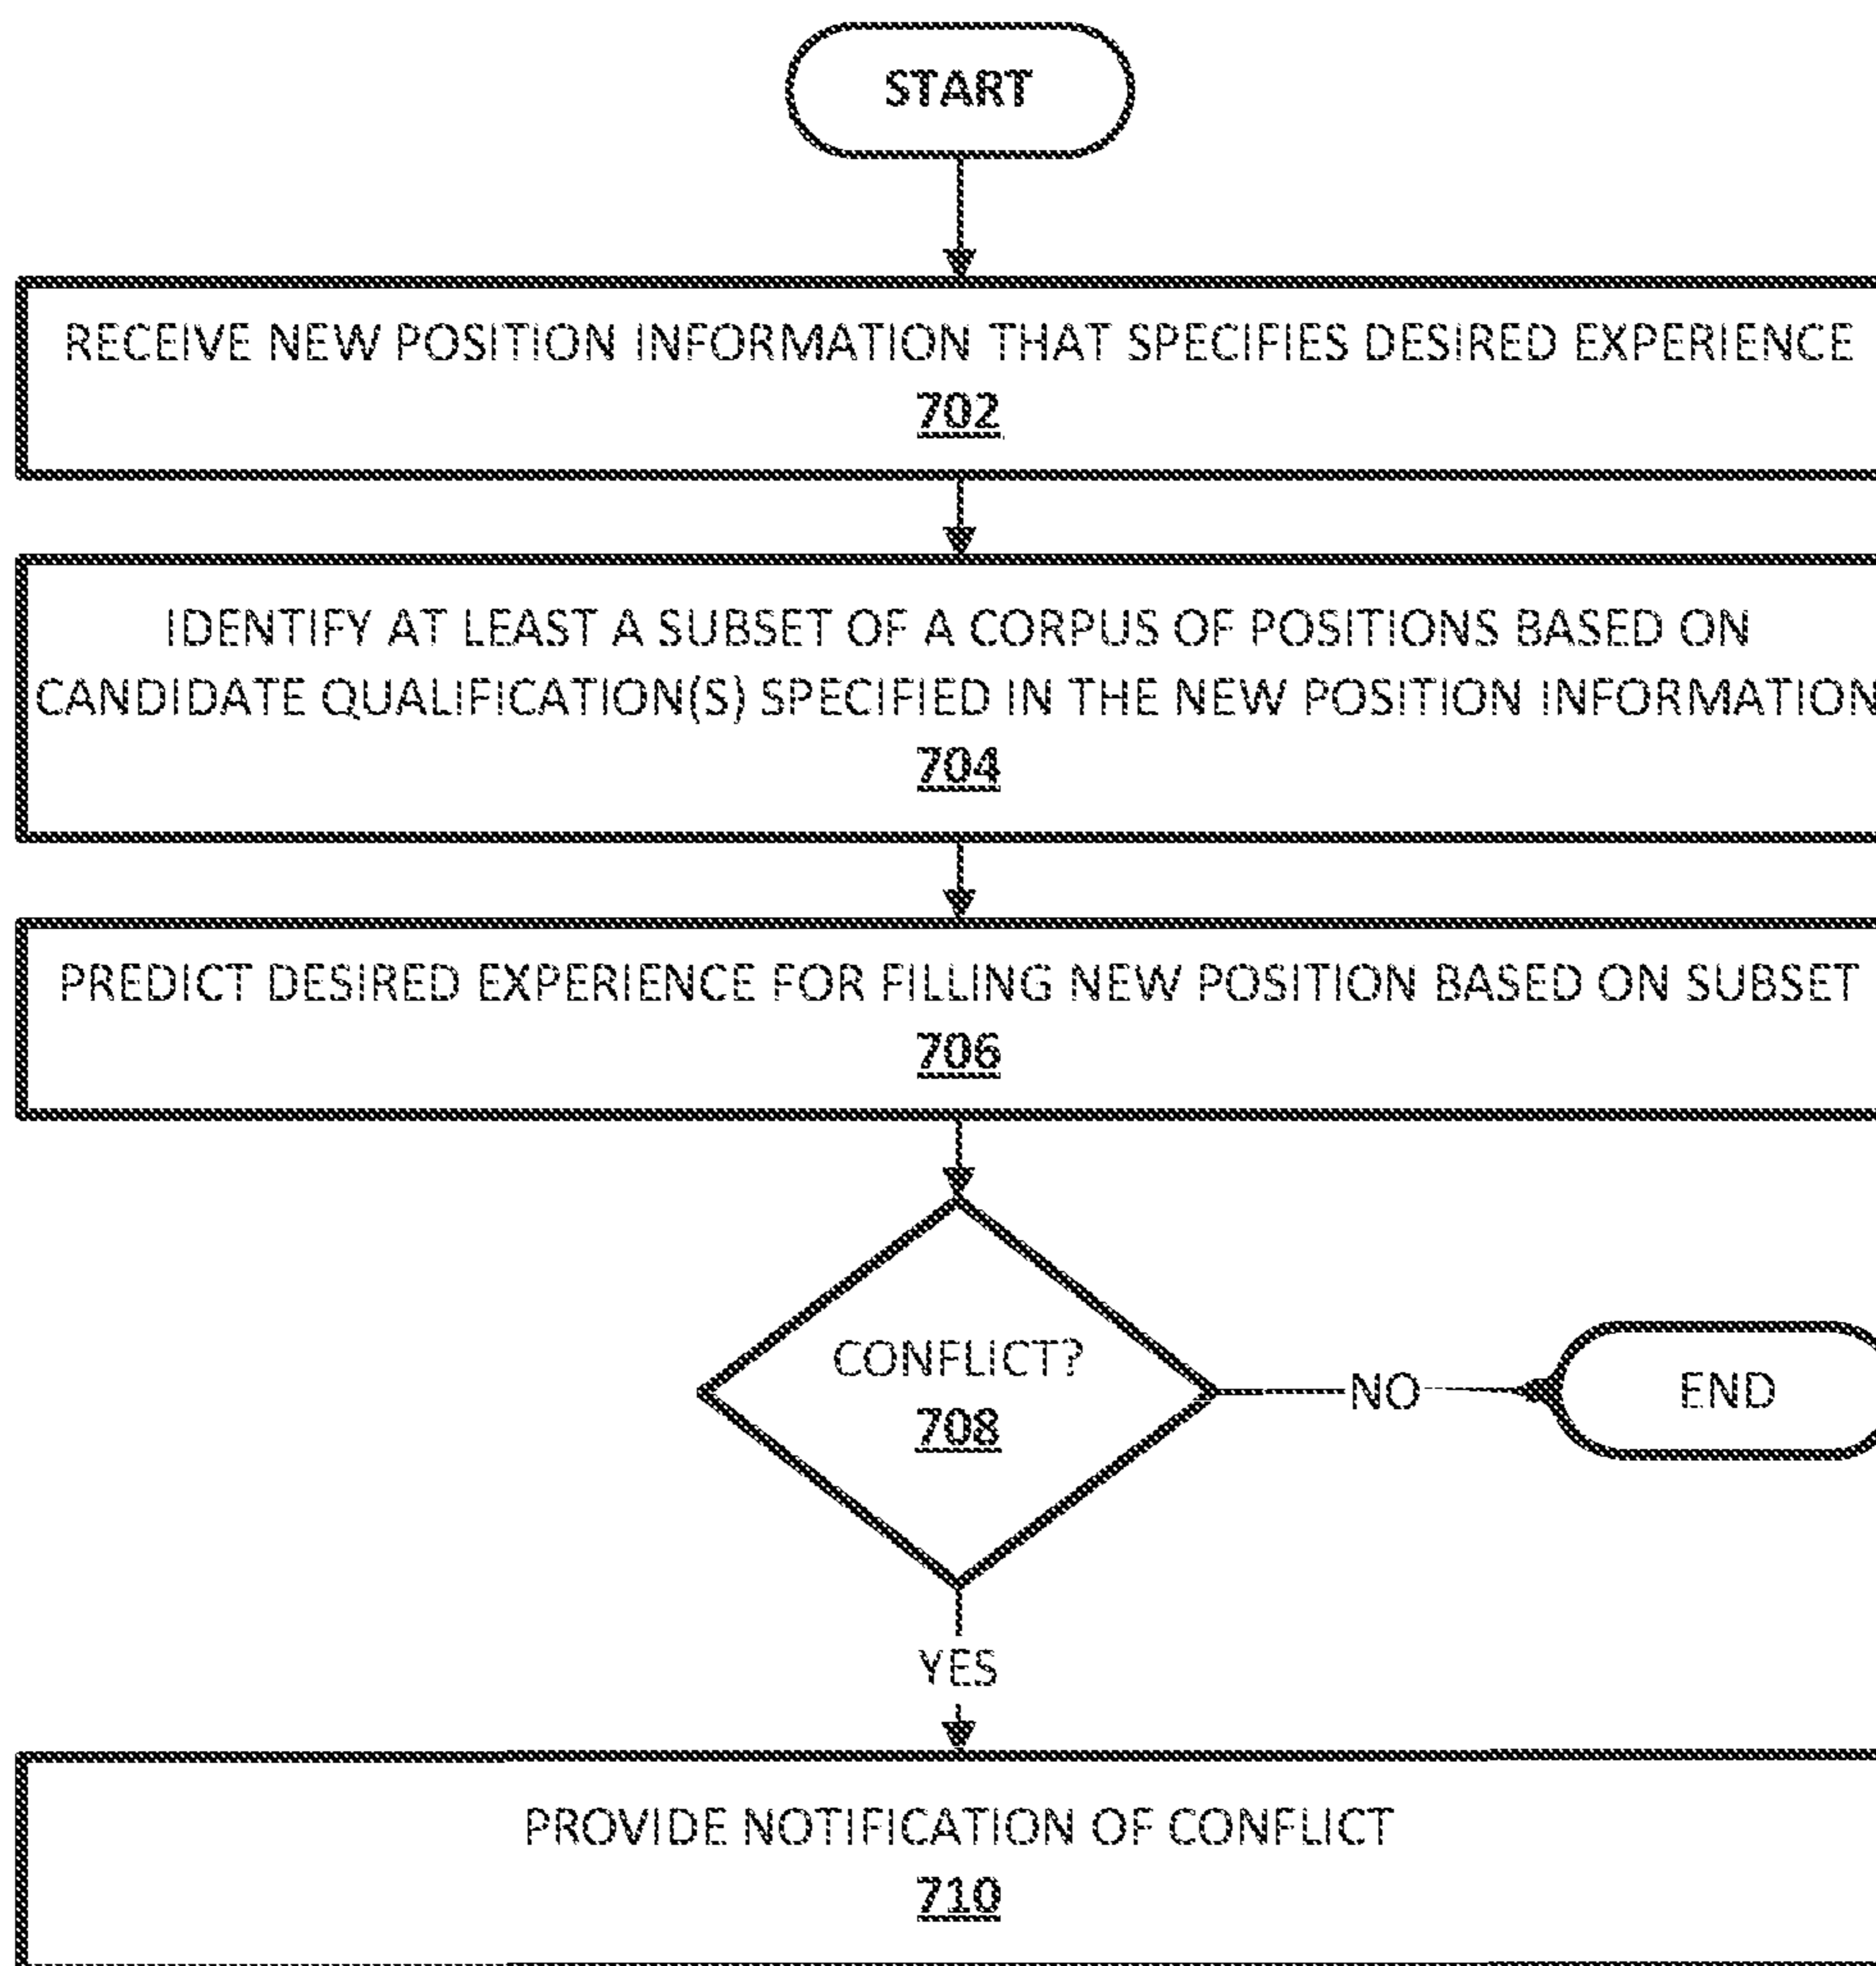 START
RECEIVE NEW POSITION INFORMATION THAT SPECIFIES DESIRED EXPERIENCE
702
IDENTIFY AT LEAST A SUBSET OF A CORPUS OF POSITIONS BASED ON
CANDIDATE QUALIFICATION(S) SPECIFIED IN THE NEW POSITION INFORMATION
704
PREDICT DESIRED EXPERIENCE FOR FILLING NEW POSITION BASED ON SUBSET
706
CONFLICT?
708
NO
END
YES
PROVIDE NOTIFICATION OF CONFLICT
710